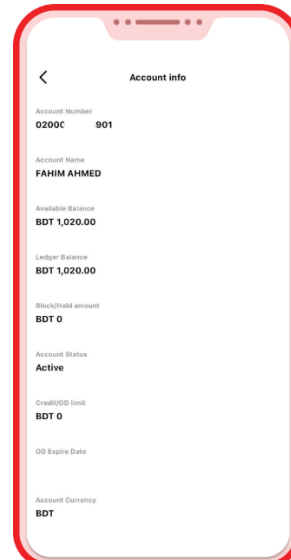 Account info
Account Number
0200C 901
Account Name
FAHIM AHMED
Available Balance
BDT 1,020.00
Ledger Balance
BDT 1,020.00
Block/Hold amount
BDT 0
Account Status
Active
Credit/OD limit
BDT 0
OD Expire Date
Account Currency
BDT